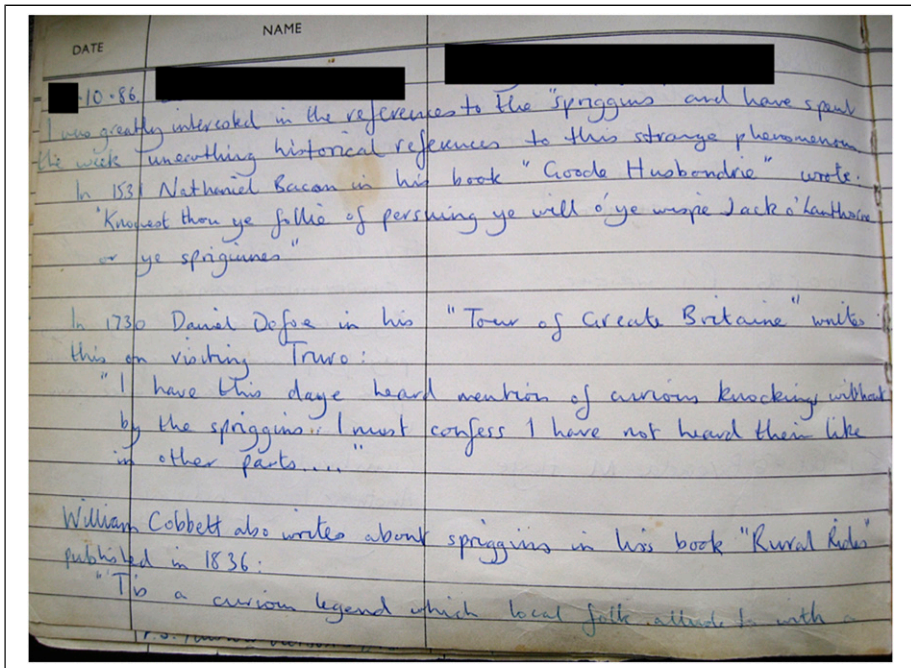 DATE NAME
10.86.
I was greatly interested in the references to the "spriggins and have spent
the week unearthing historical references to this strange phenomenon
In 1531 Nathaniel Bacon in his book "Goode Husbondrie" wrote.
"Knowest thou ye follie of persuing ye will o' ye wispe Jack o' Lanthorne
or ye spriginnes"
In 1730 Daniel Defoe in his "Tour of Greate Britaine" writes
this on visiting Truro:
"I have this daye heard mention of curious knockings without
by the spriggins. I must confess I have not heard their like
in other parts...."
William Cobbett also writes about spriggins in his book "Rural Rides"
published in 1836:
"Tis a curious legend which local folk allude to with a